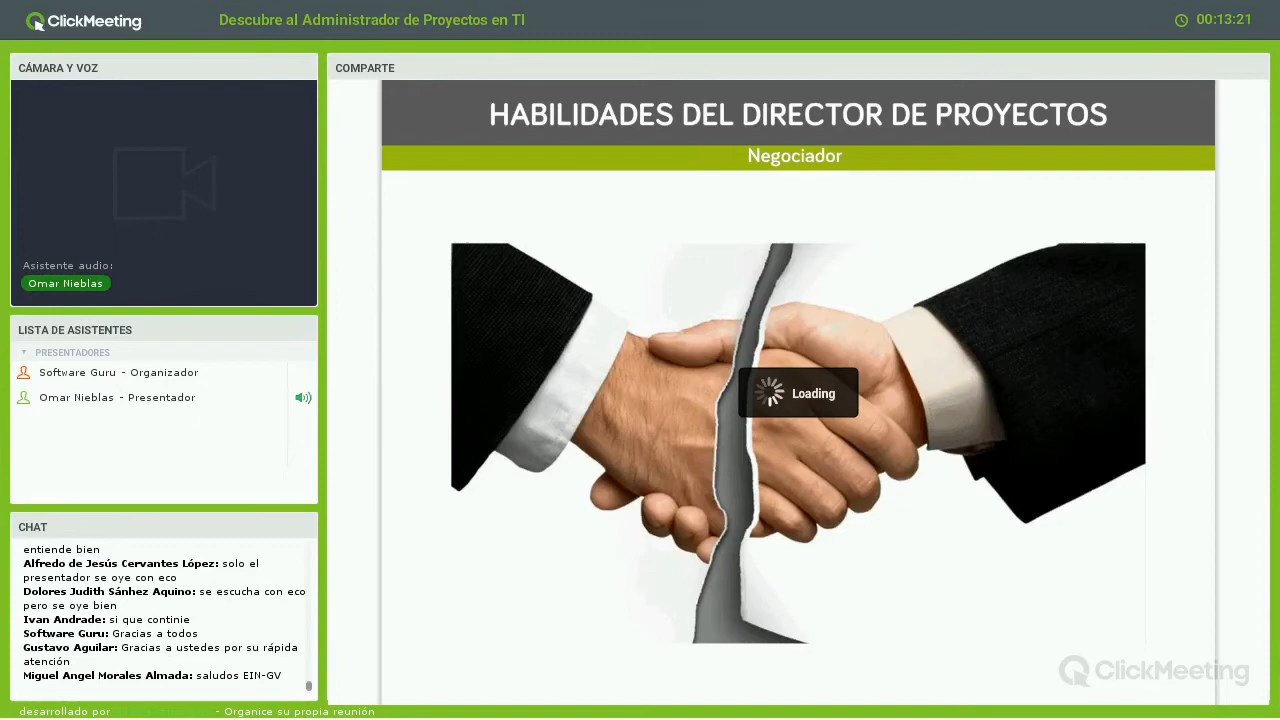 ClickMeeting
Descubre al Administrador de Proyectos en TI
00:13:21
CÁMARA Y VOZ
Asistente audio:
Omar Nieblas
LISTA DE ASISTENTES
PRESENTADORES
Software Guru - Organizador
Omar Nieblas - Presentador
CHAT
entiende bien
Alfredo de Jesús Cervantes López: solo el
presentador se oye con eco
Dolores Judith Sánhez Aquino: se escucha con eco
pero se oye bien
Ivan Andrade: si que continie
Software Guru: Gracias a todos
Gustavo Aguilar: Gracias a ustedes por su rápida
atención
Miguel Angel Morales Almada: saludos EIN-GV
COMPARTE
HABILIDADES DEL DIRECTOR DE PROYECTOS
Negociador
Loading
ClickMeeting
desarrollado por - Organice su propia reunión